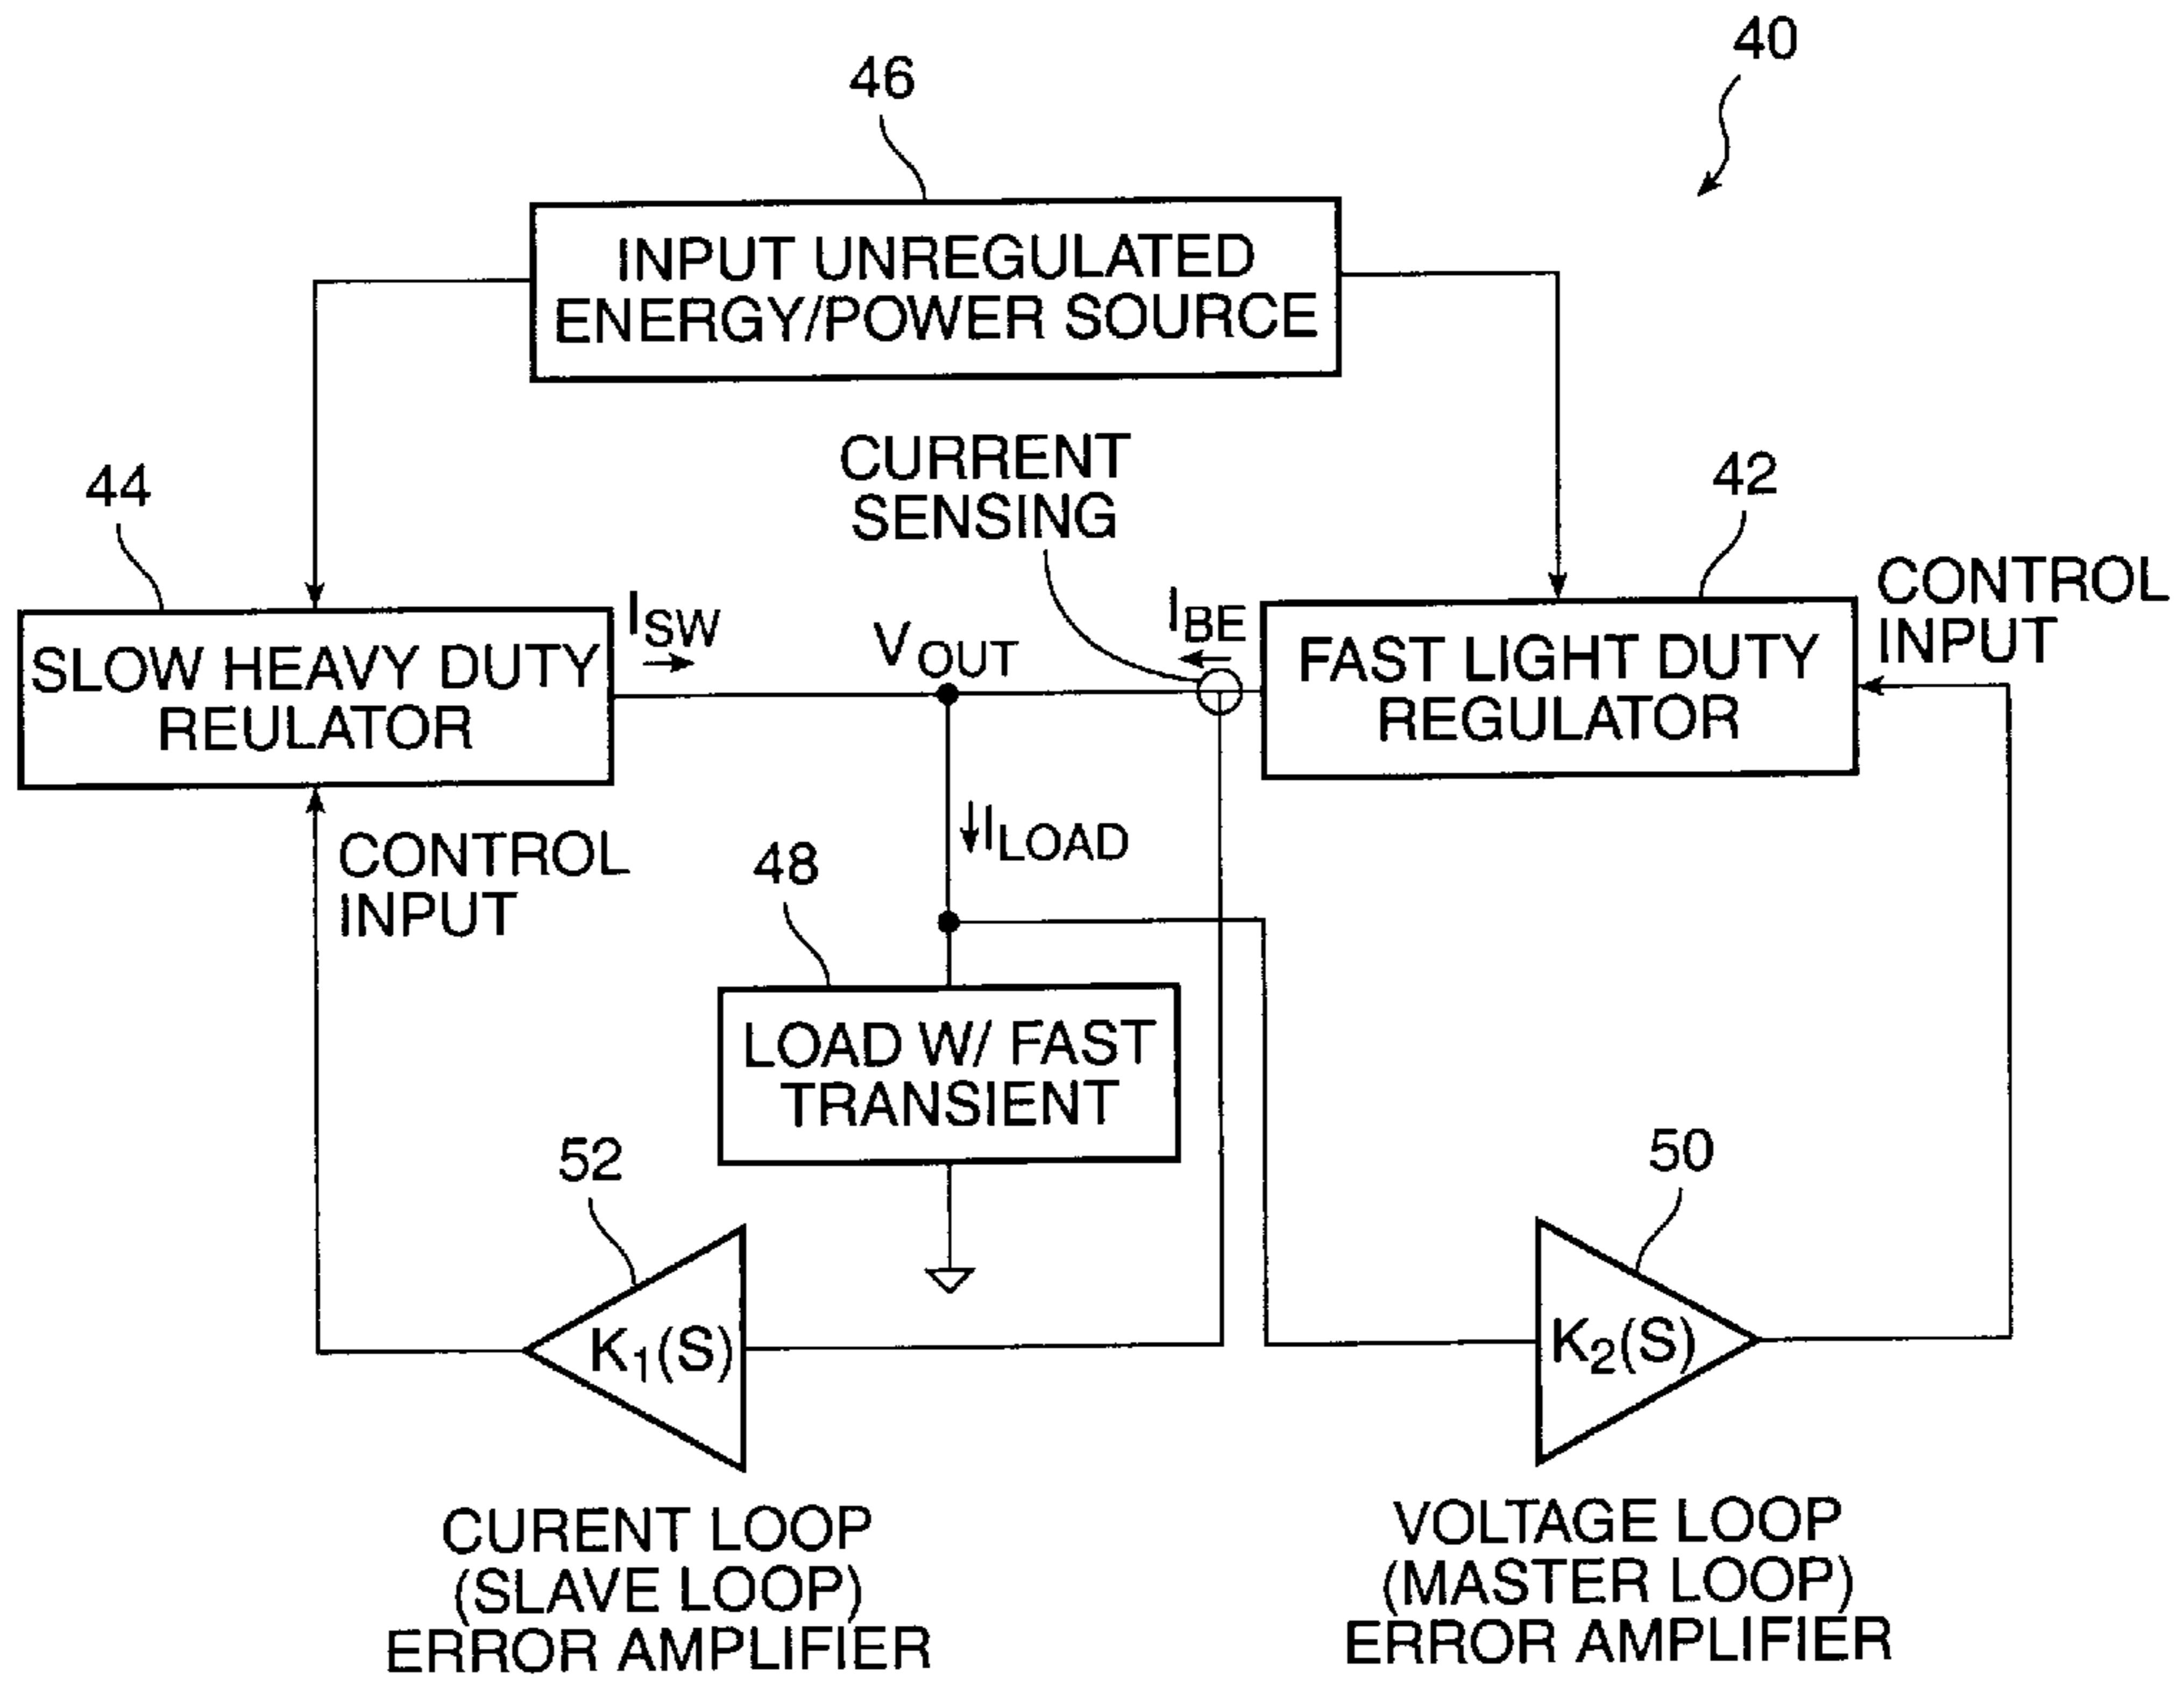 40
46
INPUT UNREGULATED
ENERGY/POWER SOURCE
CURRENT
SENSING
44
42
CONTROL
INPUT
SLOW HEAVY DUTY
REULATOR
ISW
VOUT
IBE
FAST LIGHT DUTY
REGULATOR
CONTROL
INPUT
ILOAD
48
LOAD W/ FAST
TRANSIENT
52
50
K1(S)
K2(S)
CURENT LOOP
(SLAVE LOOP)
ERROR AMPLIFIER
VOLTAGE LOOP
(MASTER LOOP)
ERROR AMPLIFIER